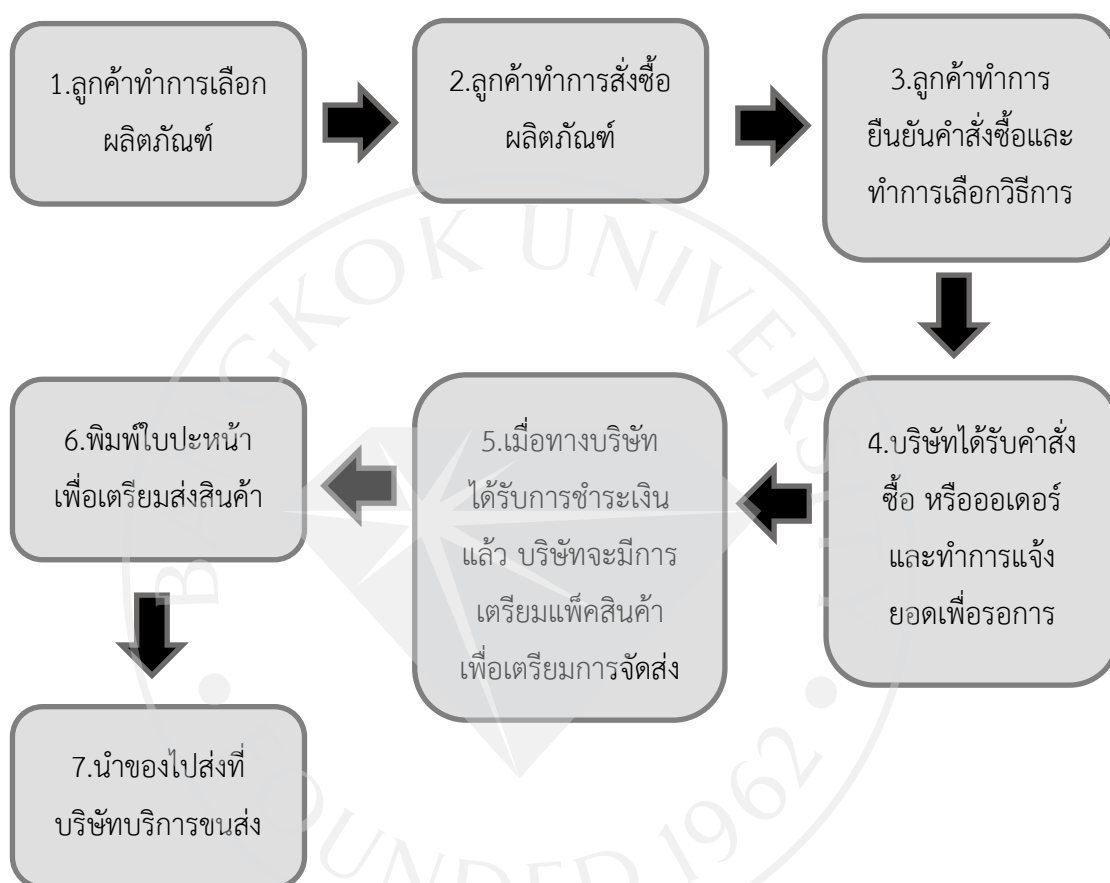 1.ลูกค้าทำการเลือก
ผลิตภัณฑ์
2.ลูกค้าทำการสั่งซื้อ
ผลิตภัณฑ์
3.ลูกค้าทำการ
ยืนยันคำสั่งซื้อและ
ทำการเลือกวิธีการ
4.บริษัทได้รับคำสั่ง
ซื้อ หรือออเดอร์
และทำการแจ้ง
ยอดเพื่อรอการ
5.เมื่อทางบริษัท
ได้รับการชำระเงิน
แล้ว บริษัทจะมีการ
เตรียมแพ็คสินค้า
เพื่อเตรียมการจัดส่ง
6.พิมพ์ใบปะหน้า
เพื่อเตรียมส่งสินค้า
7.นำของไปส่งที่
บริษัทบริการขนส่ง
BANGKOK UNIVERSITY
FOUNDED 1962